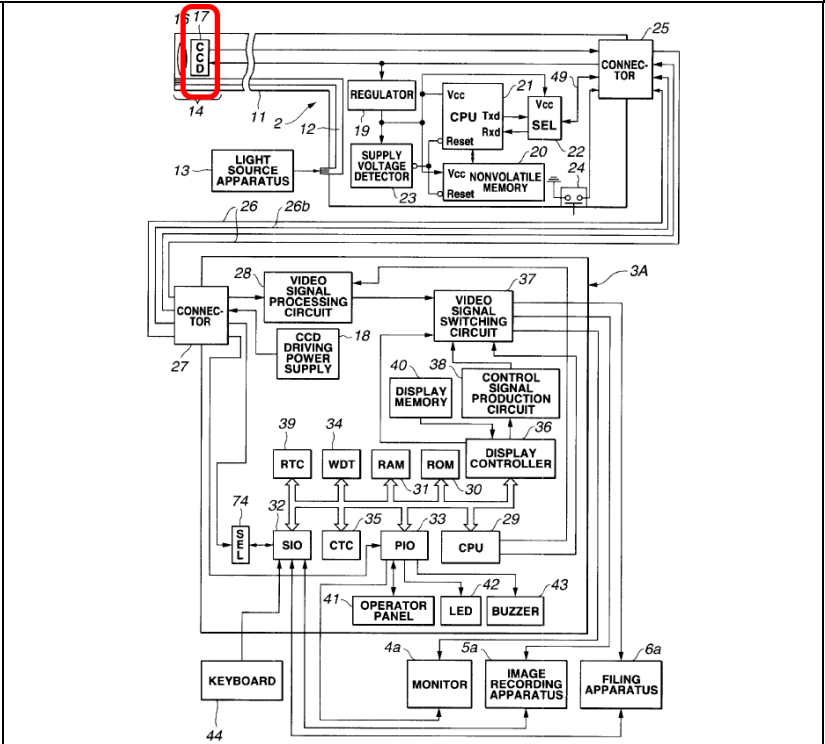 16
17
25
C
C
D
CONNEC-
TOR
14
11
2
12
REGULATOR
19
Vcc
CPU
Txd
Rxd
Reset
21
Vcc
SEL
22
49
SUPPLY
VOLTAGE
DETECTOR
23
20
Vcc
NONVOLATILE
MEMORY
Reset
24
13
LIGHT
SOURCE
APPARATUS
26
26b
3A
CONNEC-
TOR
27
28
VIDEO
SIGNAL
PROCESSING
CIRCUIT
37
VIDEO
SIGNAL
SWITCHING
CIRCUIT
CCD
DRIVING
POWER
SUPPLY
18
40
DISPLAY
MEMORY
38
CONTROL
SIGNAL
PRODUCTION
CIRCUIT
36
DISPLAY
CONTROLLER
39
RTC
34
WDT
RAM
31
ROM
30
74
S
E
L
32
SIO
35
CTC
33
PIO
29
CPU
41
OPERATOR
PANEL
42
LED
43
BUZZER
KEYBOARD
44
4a
MONITOR
5a
IMAGE
RECORDING
APPARATUS
6a
FILING
APPARATUS